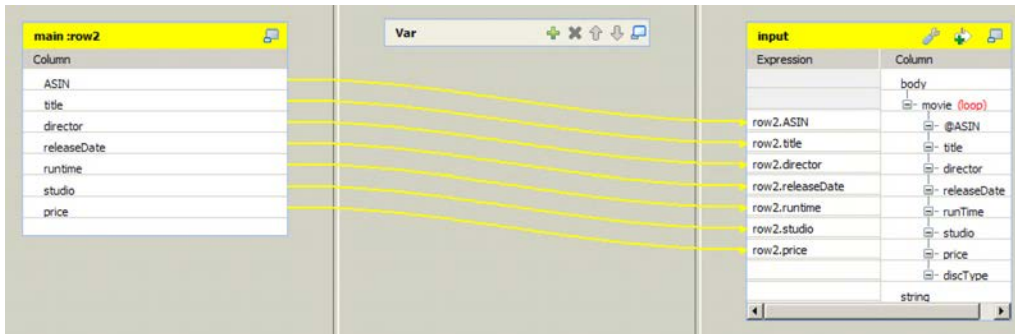 main :row2
Column
ASIN
title
director
releaseDate
runtime
studio
price
Var
input
Expression Column
body
movie (loop)
row2.ASIN @ASIN
row2.title title
row2.director director
row2.releaseDate releaseDate
row2.runtime runTime
row2.studio studio
row2.price price
discType
string